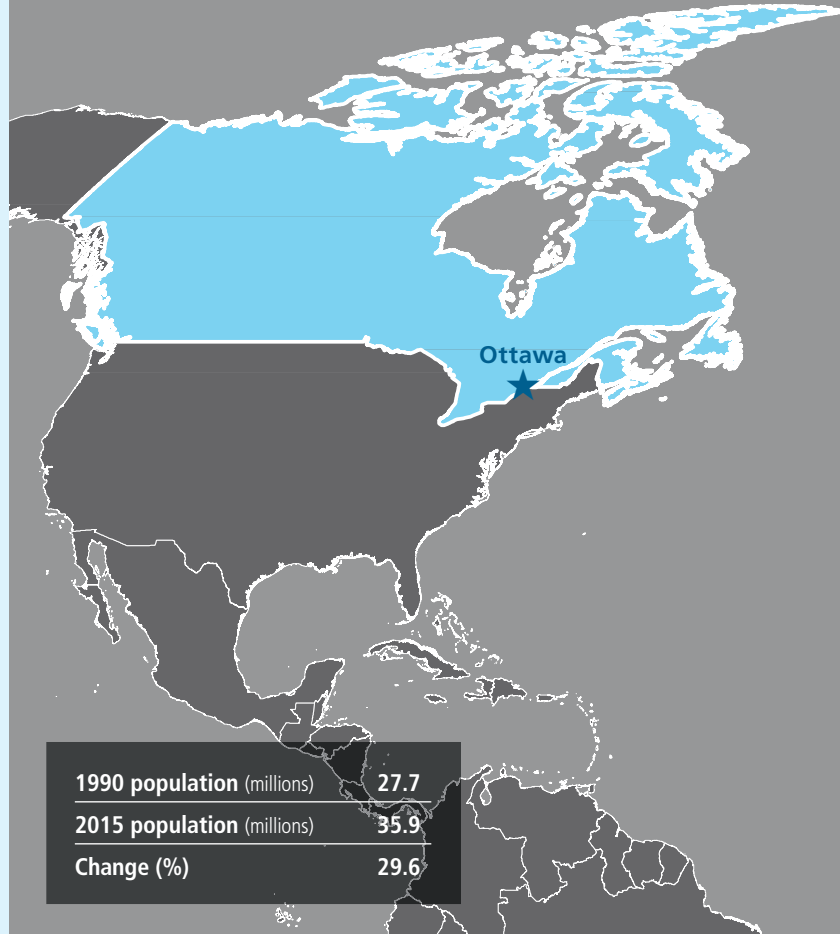 Ottawa
1990 population (millions) 27.7
2015 population (millions) 35.9
Change (%) 29.6